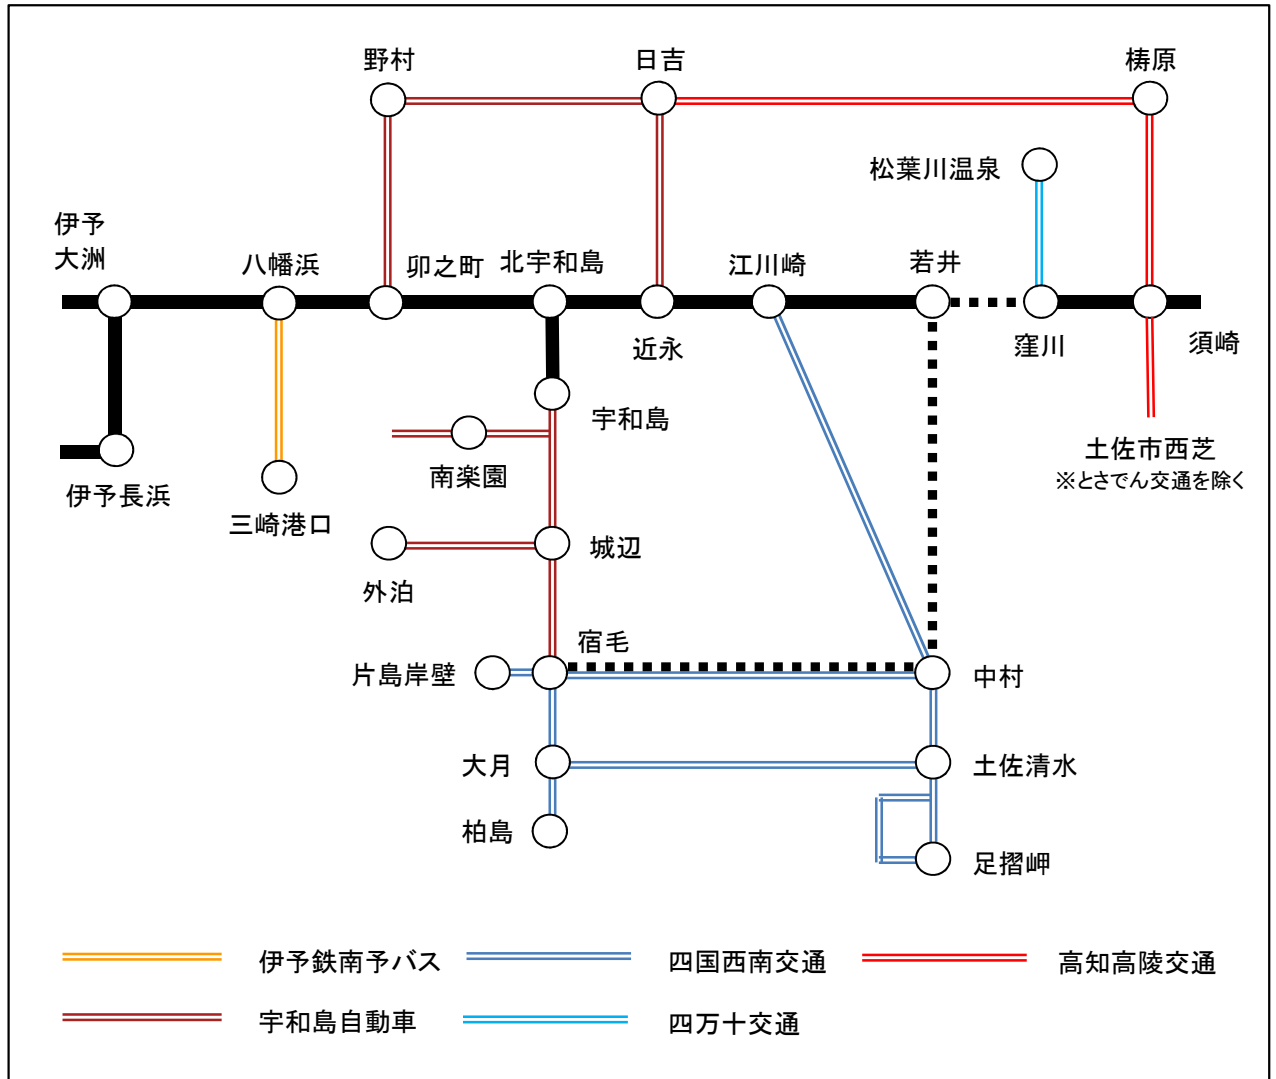 野村
日吉
梼原
松葉川温泉
伊予
大洲
八幡浜
卯之町
北宇和島
江川崎
若井
近永
窪川
須崎
宇和島
南楽園
土佐市西芝
※とさでん交通を除く
伊予長浜
三崎港口
城辺
外泊
宿毛
片島岸壁
中村
大月
土佐清水
柏島
足摺岬
伊予鉄南予バス
四国西南交通
高知高陵交通
宇和島自動車
四万十交通